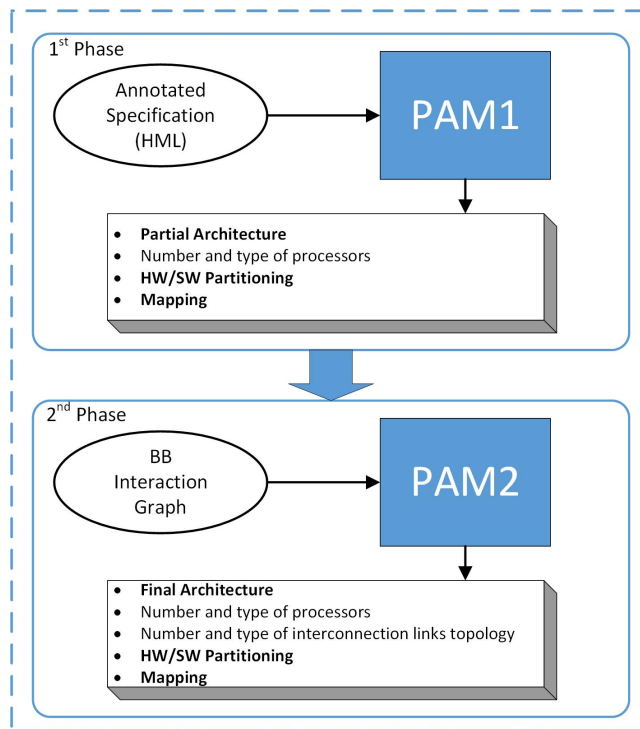 1st Phase
Annotated
Specification
(HML)
PAM1
• Partial Architecture
• Number and type of processors
• HW/SW Partitioning
• Mapping
2nd Phase
BB
Interaction
Graph
PAM2
• Final Architecture
• Number and type of processors
• Number and type of interconnection links topology
• HW/SW Partitioning
• Mapping